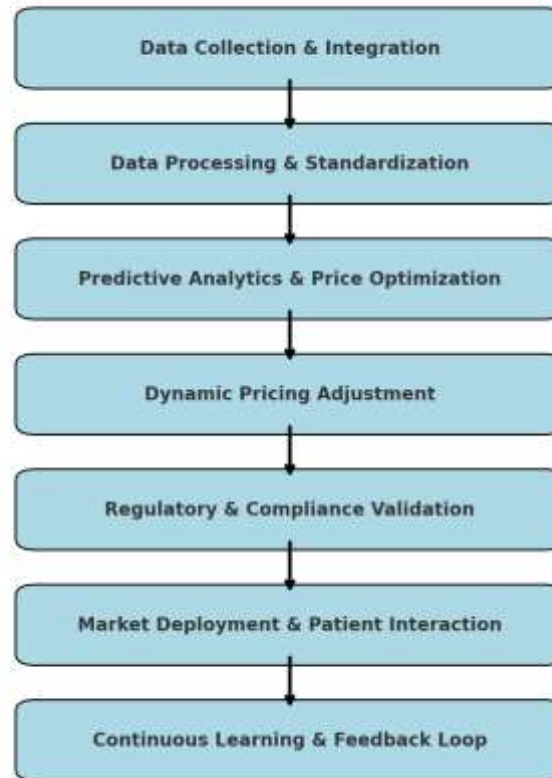 Data Collection & Integration
Data Processing & Standardization
Predictive Analytics & Price Optimization
Dynamic Pricing Adjustment
Regulatory & Compliance Validation
Market Deployment & Patient Interaction
Continuous Learning & Feedback Loop